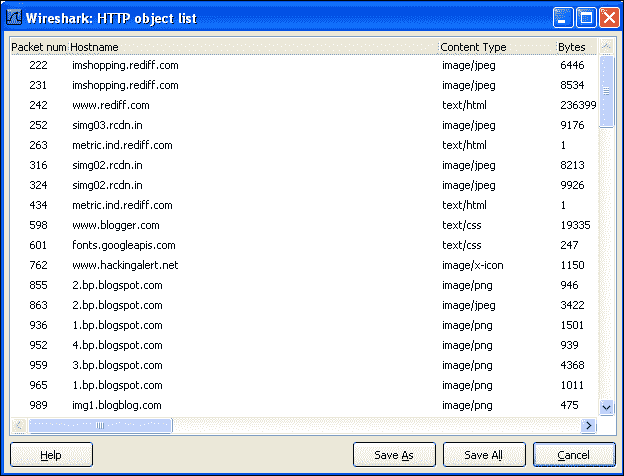 Wireshark: HTTP object list
Packet num Hostname Content Type Bytes
222 imshopping.rediff.com image/jpeg 6446
231 imshopping.rediff.com image/jpeg 8534
242 www.rediff.com text/html 236399
252 simg03.rcdn.in image/jpeg 9176
263 metric.ind.rediff.com text/html 1
316 simg02.rcdn.in image/jpeg 8213
324 simg02.rcdn.in image/jpeg 9926
434 metric.ind.rediff.com text/html 1
598 www.blogger.com text/css 19335
601 fonts.googleapis.com text/css 247
762 www.hackingalert.net image/x-icon 1150
855 2.bp.blogspot.com image/png 946
863 2.bp.blogspot.com image/jpeg 3422
936 1.bp.blogspot.com image/png 1501
952 4.bp.blogspot.com image/png 939
959 3.bp.blogspot.com image/png 4368
965 1.bp.blogspot.com image/png 1011
989 img1.blogblog.com image/png 475
Help Save As Save All Cancel